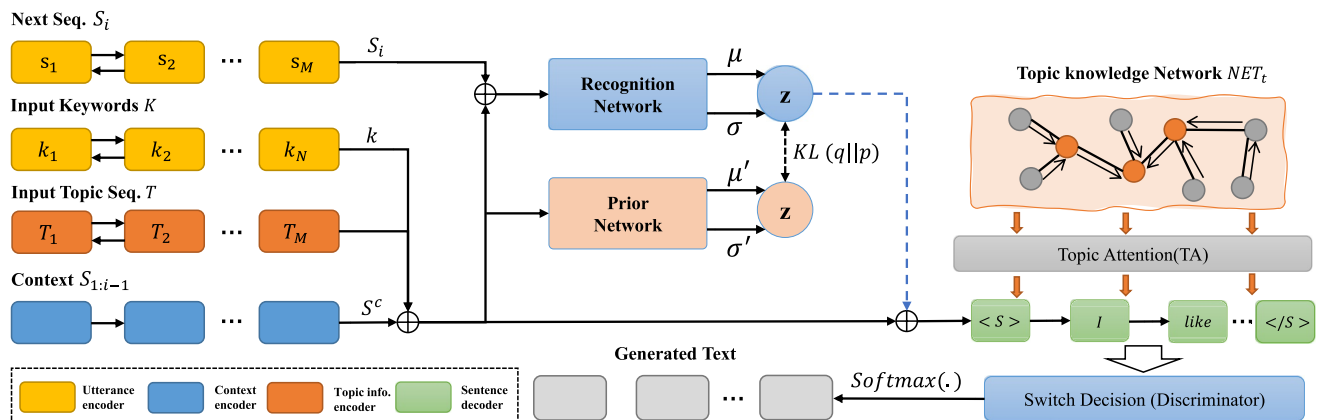 Next Seq. S_i
s_1 s_2 ... s_M S_i
Input Keywords K
k_1 k_2 ... k_N k
Input Topic Seq. T
T_1 T_2 ... T_M
Context S_{1:i-1}
... S^c
Recognition
Network
μ
σ
z
KL (q||p)
Prior
Network
μ′
σ′
z
Topic knowledge Network NET_t
Topic Attention(TA)
< S > I like ... </S >
Switch Decision (Discriminator)
Softmax(.)
Generated Text
...
Utterance
encoder
Context
encoder
Topic info.
encoder
Sentence
decoder